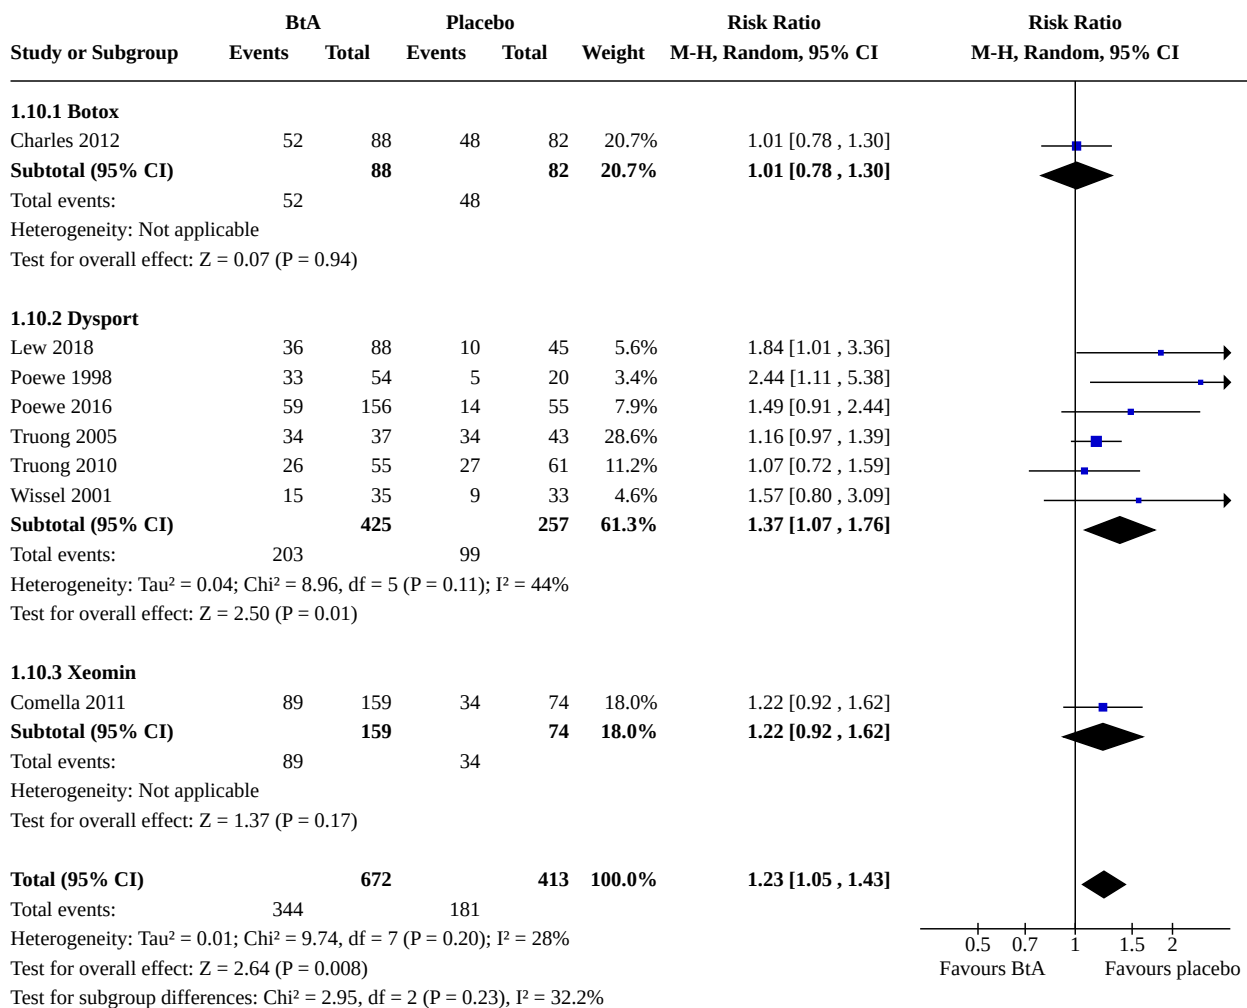 BtA Placebo Risk Ratio Risk Ratio
Study or Subgroup Events Total Events Total Weight M-H, Random, 95% CI M-H, Random, 95% CI
1.10.1 Botox
Charles 2012 52 88 48 82 20.7% 1.01 [0.78 , 1.30]
Subtotal (95% CI) 88 82 20.7% 1.01 [0.78 , 1.30]
Total events: 52 48
Heterogeneity: Not applicable
Test for overall effect: Z = 0.07 (P = 0.94)
1.10.2 Dysport
Lew 2018 36 88 10 45 5.6% 1.84 [1.01 , 3.36]
Poewe 1998 33 54 5 20 3.4% 2.44 [1.11 , 5.38]
Poewe 2016 59 156 14 55 7.9% 1.49 [0.91 , 2.44]
Truong 2005 34 37 34 43 28.6% 1.16 [0.97 , 1.39]
Truong 2010 26 55 27 61 11.2% 1.07 [0.72 , 1.59]
Wissel 2001 15 35 9 33 4.6% 1.57 [0.80 , 3.09]
Subtotal (95% CI) 425 257 61.3% 1.37 [1.07 , 1.76]
Total events: 203 99
Heterogeneity: Tau² = 0.04; Chi² = 8.96, df = 5 (P = 0.11); I² = 44%
Test for overall effect: Z = 2.50 (P = 0.01)
1.10.3 Xeomin
Comella 2011 89 159 34 74 18.0% 1.22 [0.92 , 1.62]
Subtotal (95% CI) 159 74 18.0% 1.22 [0.92 , 1.62]
Total events: 89 34
Heterogeneity: Not applicable
Test for overall effect: Z = 1.37 (P = 0.17)
Total (95% CI) 672 413 100.0% 1.23 [1.05 , 1.43]
Total events: 344 181
Heterogeneity: Tau² = 0.01; Chi² = 9.74, df = 7 (P = 0.20); I² = 28%
0.5 0.7 1 1.5 2
Test for overall effect: Z = 2.64 (P = 0.008) Favours BtA Favours placebo
Test for subgroup differences: Chi² = 2.95, df = 2 (P = 0.23), I² = 32.2%